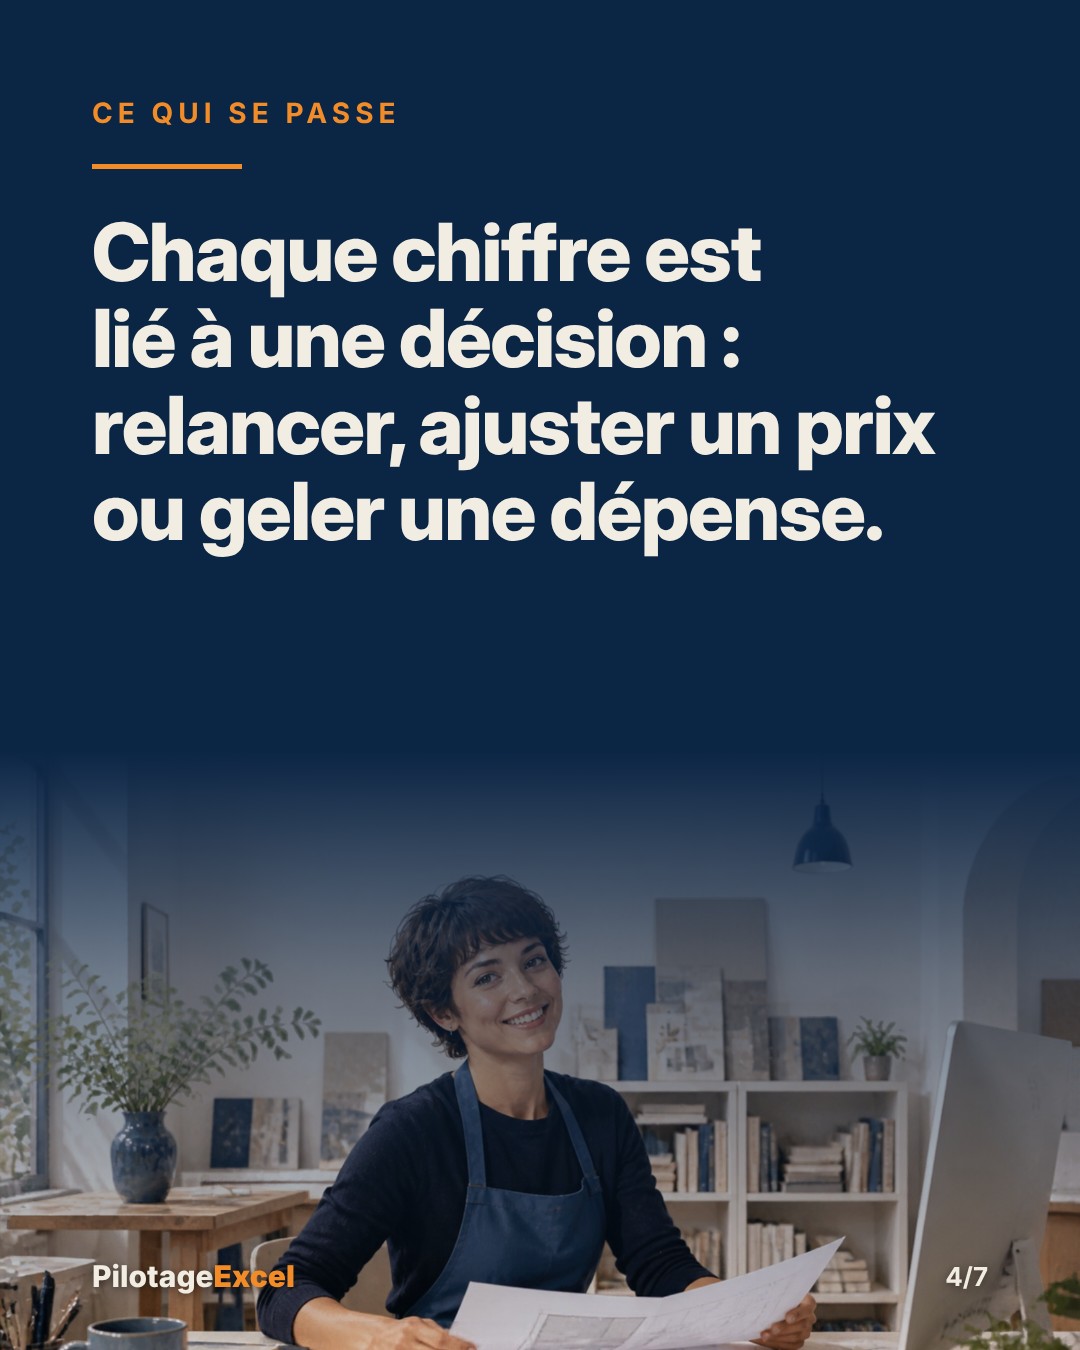 CE QUI SE PASSE
Chaque chiffre est
lié à une décision :
relancer, ajuster un prix
ou geler une dépense.
PilotageExcel
4/7